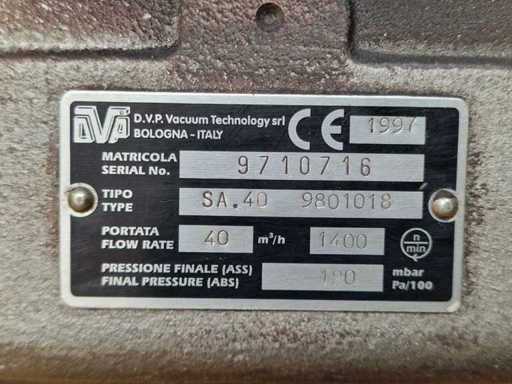 DVP D.V.P. Vacuum Technology srl
BOLOGNA - ITALY
CE 1997
MATRICOLA
SERIAL No. 9710716
TIPO
TYPE SA.40 9801018
PORTATA
FLOW RATE 40 m³/h 1400 n/min
PRESSIONE FINALE (ASS)
FINAL PRESSURE (ABS) mbar
Pa/100